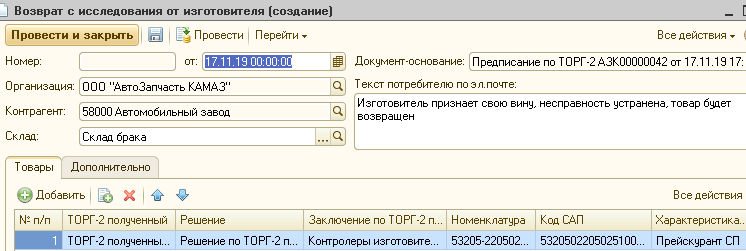 Возврат с исследования от изготовителя (создание)
Провести и закрыть Провести Перейти Все действия
Номер: от: 17.11.19 00:00:00 Документ-основание: Предписание по ТОРГ-2 АЗК00000042 от 17.11.19 17:
Организация: ООО "АвтоЗапчасть КАМАЗ" Текст потребителю по эл.почте:
Контрагент: 58000 Автомобильный завод Изготовитель признает свою вину, несправность устранена, товар будет
возвращен
Склад: Склад брака ...
Товары Дополнительно
Добавить Все действия
№ п/п ТОРГ-2 полученный Решение Заключение по ТОРГ-2 п... Номенклатура Код САП Характеристика...
1 ТОРГ-2 полученны... Решение по ТОРГ-2 п... Контролеры изготовите... 53205-220502... 5320502205025100... Прейскурант СП